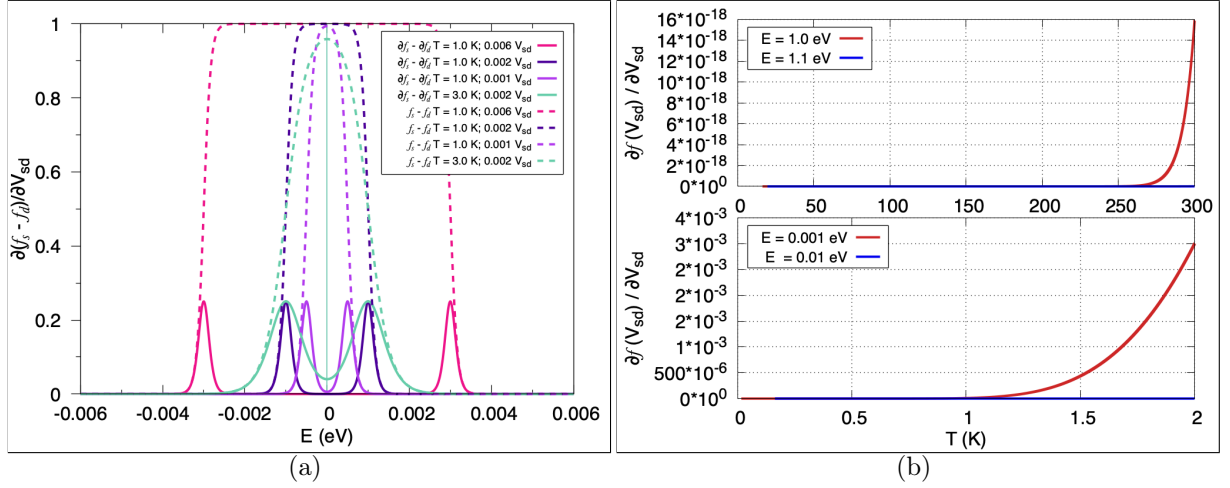 ∂(fs - fd)/∂Vsd
1
0.8
0.6
0.4
0.2
0
-0.006 -0.004 -0.002 0 0.002 0.004 0.006
E (eV)
∂fs - ∂fd T = 1.0 K; 0.006 Vsd
∂fs - ∂fd T = 1.0 K; 0.002 Vsd
∂fs - ∂fd T = 1.0 K; 0.001 Vsd
∂fs - ∂fd T = 3.0 K; 0.002 Vsd
fs - fd T = 1.0 K; 0.006 Vsd
fs - fd T = 1.0 K; 0.002 Vsd
fs - fd T = 1.0 K; 0.001 Vsd
fs - fd T = 3.0 K; 0.002 Vsd
(a)
∂f (Vsd) / ∂Vsd
16*10-18
14*10-18
12*10-18
10*10-18
8*10-18
6*10-18
4*10-18
2*10-18
0*100
0 50 100 150 200 250 300
E = 1.0 eV
E = 1.1 eV
∂f (Vsd) / ∂Vsd
4*10-3
3*10-3
2*10-3
2*10-3
2*10-3
1*10-3
500*10-6
0*100
0 0.5 1 1.5 2
T (K)
E = 0.001 eV
E = 0.01 eV
(b)